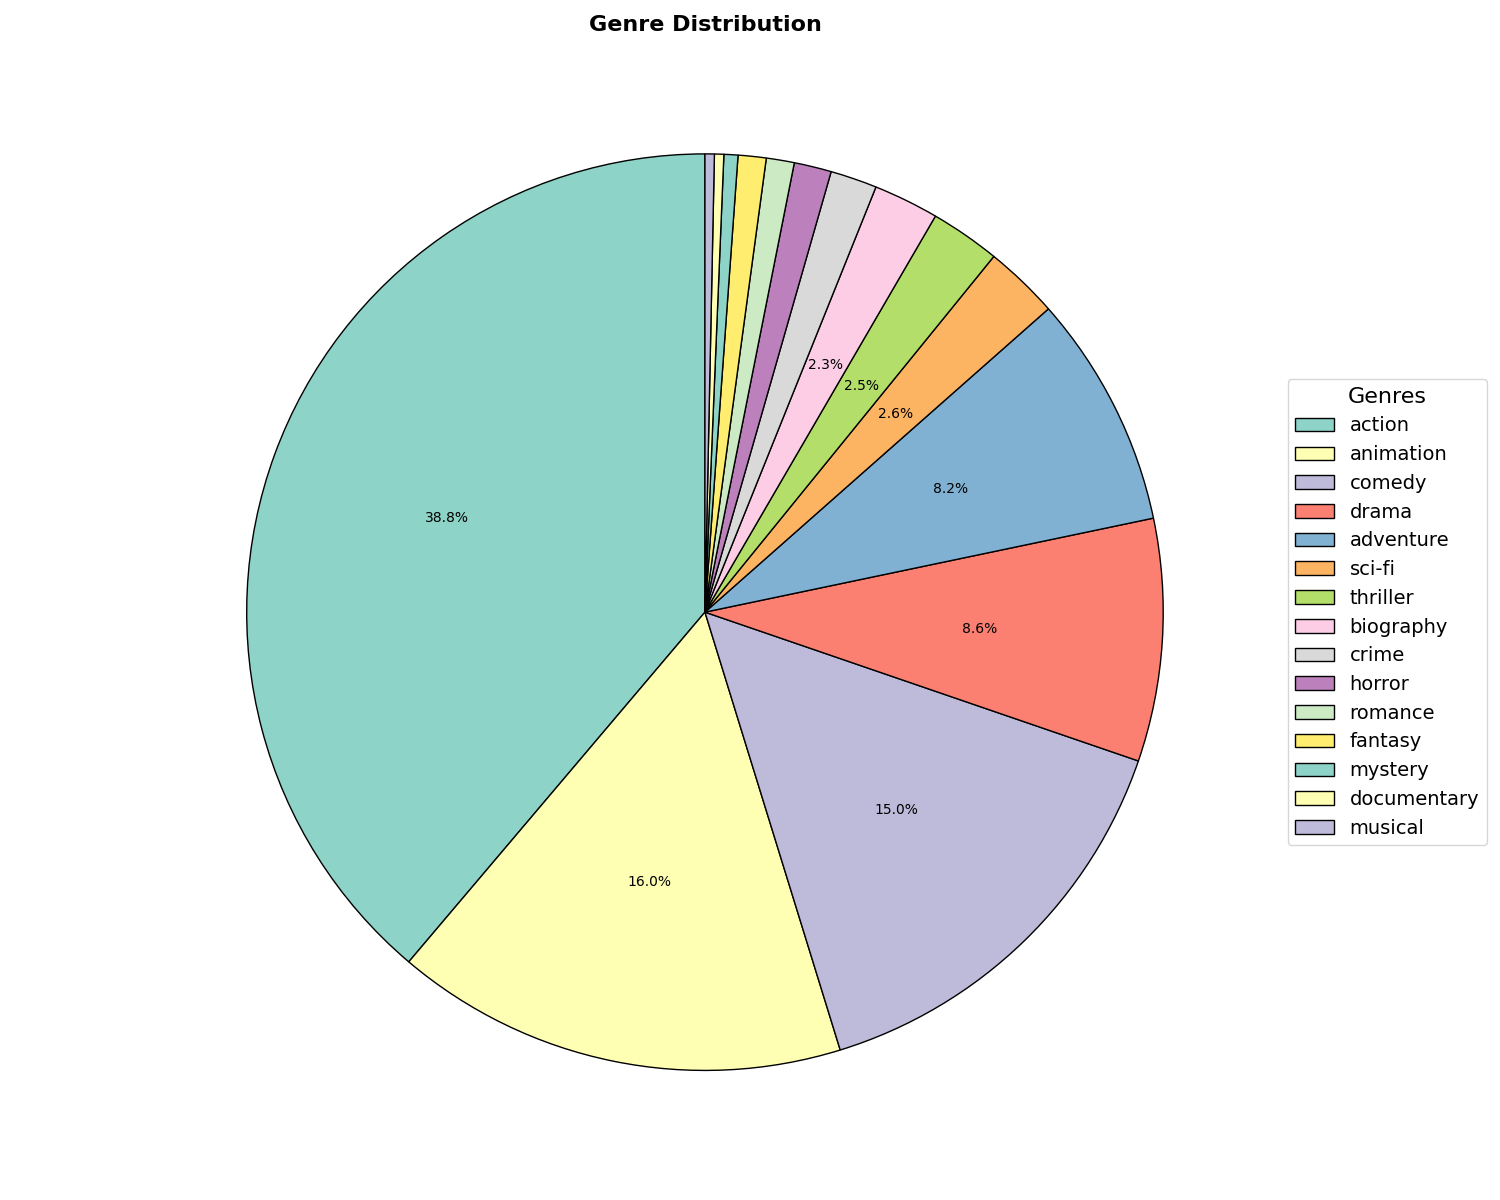 Genre Distribution
2.3%
2.5%
2.6%
8.2%
38.8%
8.6%
15.0%
16.0%
Genres
action
animation
comedy
drama
adventure
sci-fi
thriller
biography
crime
horror
romance
fantasy
mystery
documentary
musical